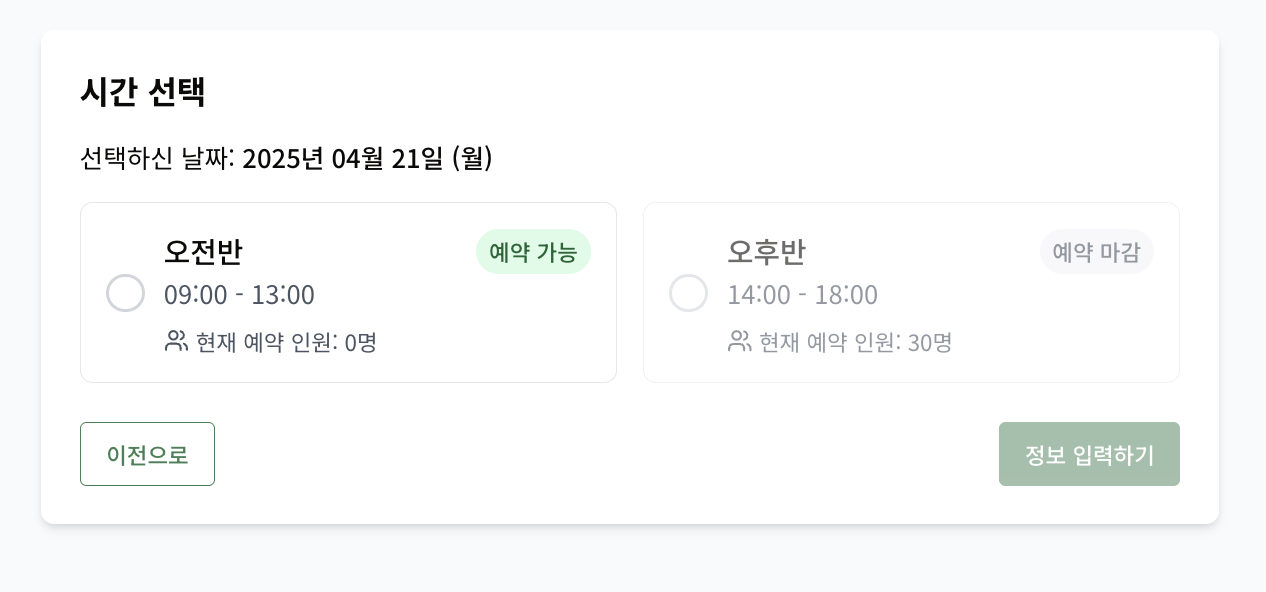 시간 선택
선택하신 날짜: 2025년 04월 21일 (월)
오전반
예약 가능
09:00 - 13:00
현재 예약 인원: 0명
오후반
예약 마감
14:00 - 18:00
현재 예약 인원: 30명
이전으로
정보 입력하기